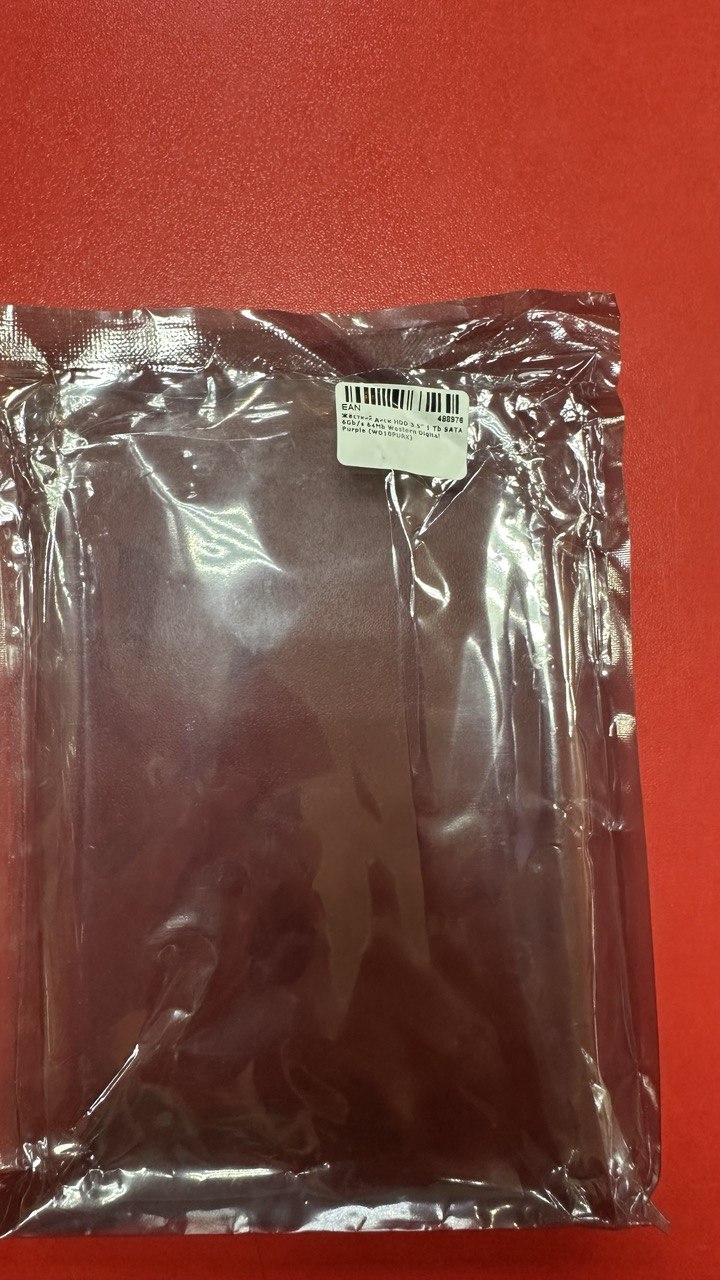 EAN 488976
Жесткий диск HDD 3.5" 1 Tb SATA
6Gb/s 64Mb Western Digital
Purple (WD10PURX)